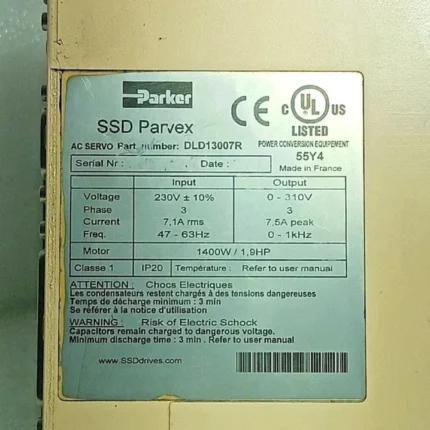 Parker
SSD Parvex
AC SERVO Part number: DLD13007R
Serial Nr : Date :
CE
c UL US
LISTED
POWER CONVERSION EQUIPEMENT
55Y4
Made in France
Input Output
Voltage 230V ± 10% 0 - 310V
Phase 3 3
Current 7,1A rms 7,5A peak
Freq. 47 - 63Hz 0 - 1kHz
Motor 1400W / 1,9HP
Classe 1 IP20 Température : Refer to user manual
ATTENTION : Chocs Electriques
Les condensateurs restent chargés à des tensions dangereuses
Temps de décharge minimum : 3 min
Se référer à la notice d'utilisation
WARNING : Risk of Electric Schock
Capacitors remain charged to dangerous voltage.
Minimum discharge time : 3 min . Refer to user manual
www.SSDdrives.com